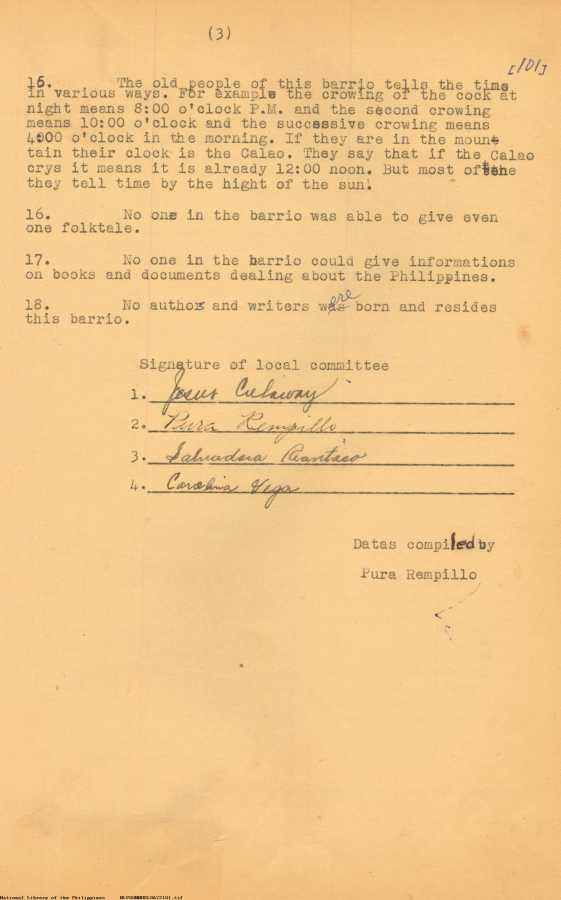 (3)
[101]
15. The old people of this barrio tells the time
in various ways. For example the crowing of the cock at
night means 8:00 o'clock P.M. and the second crowing
means 10:00 o'clock and the successive crowing means
4:00 o'clock in the morning. If they are in the moun-
tain their clock is the Calao. They say that if the Calao
crys it means it is already 12:00 noon. But most of the
they tell time by the hight of the sun.
16. No one in the barrio was able to give even
one folktale.
17. No one in the barrio could give informations
on books and documents dealing about the Philippines.
18. No author and writers were born and resides
this barrio.
Signature of local committee
1. Jesus
2. Pura Rempillo
3. Salvadora
4. Carolina Vega
Datas compiled by
Pura Rempillo
National Library of the Philippines